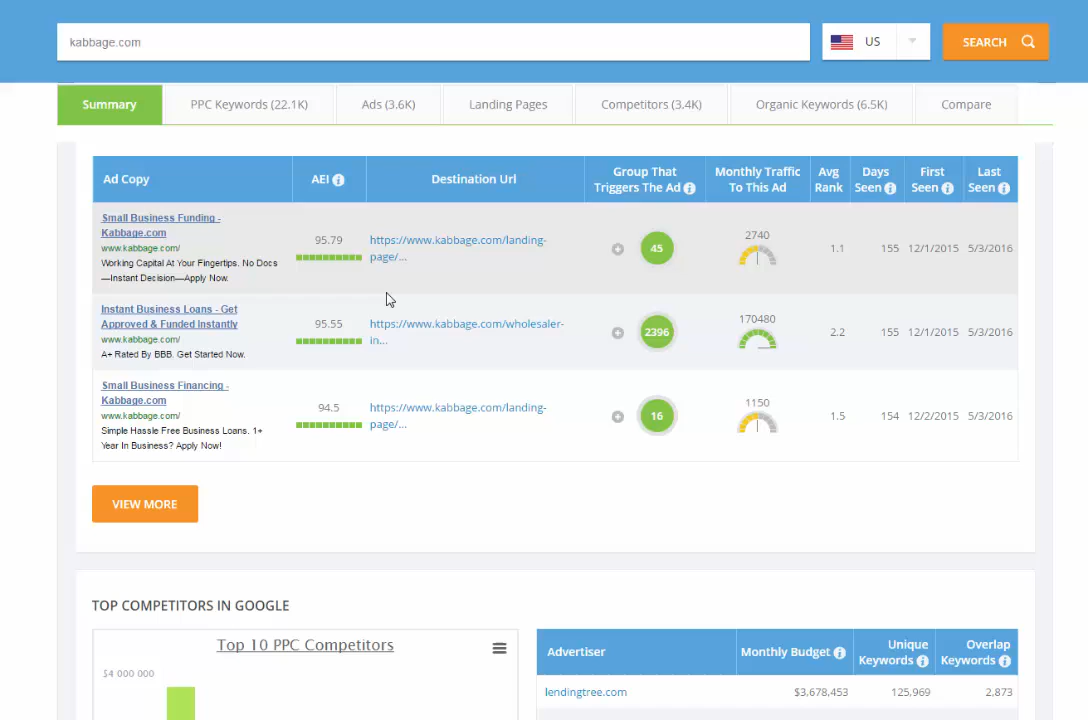 kabbage.com
US
SEARCH
Summary
PPC Keywords (22.1K)
Ads (3.6K)
Landing Pages
Competitors (3.4K)
Organic Keywords (6.5K)
Compare
Ad Copy
AEI
Destination Url
Group That
Triggers The Ad
Monthly Traffic
To This Ad
Avg
Rank
Days
Seen
First
Seen
Last
Seen
Small Business Funding -
Kabbage.com
www.kabbage.com/
Working Capital At Your Fingertips. No Docs
—Instant Decision—Apply Now.
95.79
https://www.kabbage.com/landing-
page/...
45
2740
1.1
155
12/1/2015
5/3/2016
Instant Business Loans - Get
Approved & Funded Instantly
www.kabbage.com/
A+ Rated By BBB. Get Started Now.
95.55
https://www.kabbage.com/wholesaler-
in...
2396
170480
2.2
155
12/1/2015
5/3/2016
Small Business Financing -
Kabbage.com
www.kabbage.com/
Simple Hassle Free Business Loans. 1+
Year In Business? Apply Now!
94.5
https://www.kabbage.com/landing-
page/...
16
1150
1.5
154
12/2/2015
5/3/2016
VIEW MORE
TOP COMPETITORS IN GOOGLE
Top 10 PPC Competitors
$4 000 000
Advertiser
Monthly Budget
Unique
Keywords
Overlap
Keywords
lendingtree.com
$3,678,453
125,969
2,873